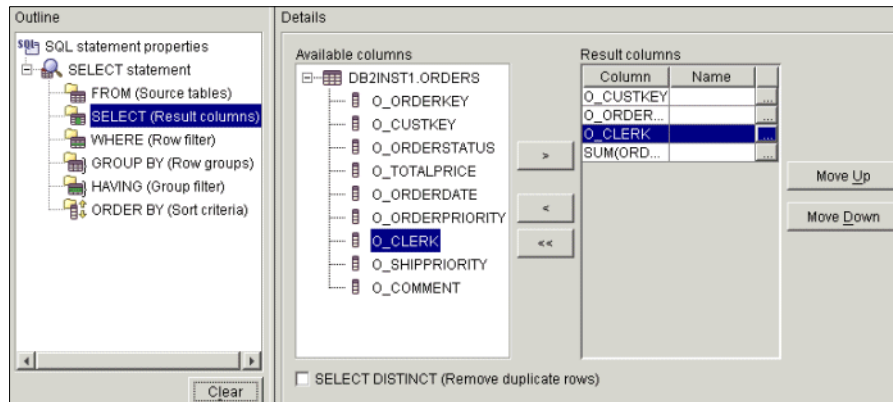 Outline
SQL statement properties
SELECT statement
FROM (Source tables)
SELECT (Result columns)
WHERE (Row filter)
GROUP BY (Row groups)
HAVING (Group filter)
ORDER BY (Sort criteria)
Clear
Details
Available columns
DB2INST1.ORDERS
O_ORDERKEY
O_CUSTKEY
O_ORDERSTATUS
O_TOTALPRICE
O_ORDERDATE
O_ORDERPRIORITY
O_CLERK
O_SHIPPRIORITY
O_COMMENT
>
<
<<
Result columns
Column Name
O_CUSTKEY ...
O_ORDER... ...
O_CLERK ...
SUM(ORD... ...
Move Up
Move Down
SELECT DISTINCT (Remove duplicate rows)